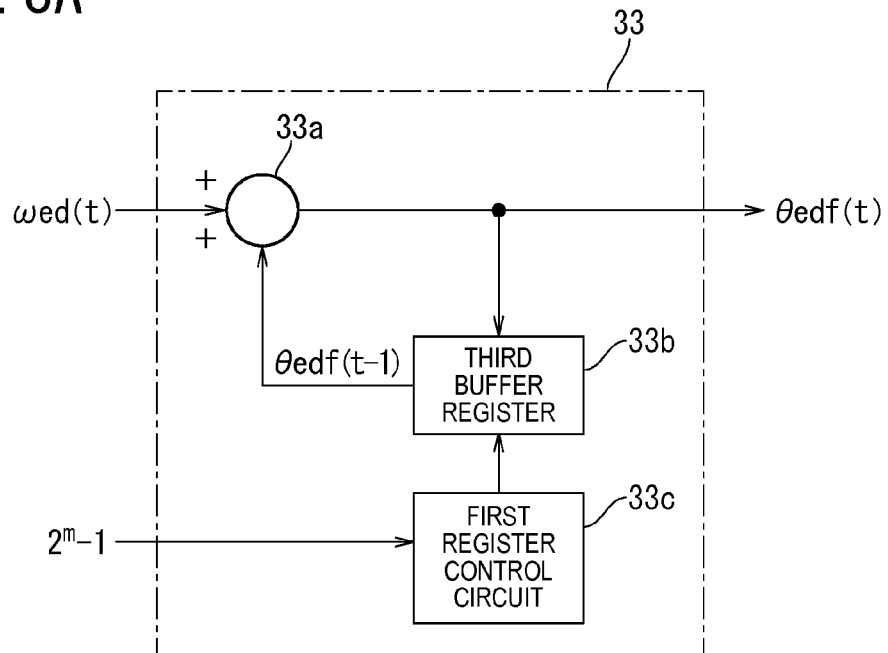 33
33a
+
ωed(t)
+
θedf(t)
θedf(t-1)
THIRD
BUFFER
REGISTER
33b
2ᵐ-1
FIRST
REGISTER
CONTROL
CIRCUIT
33c